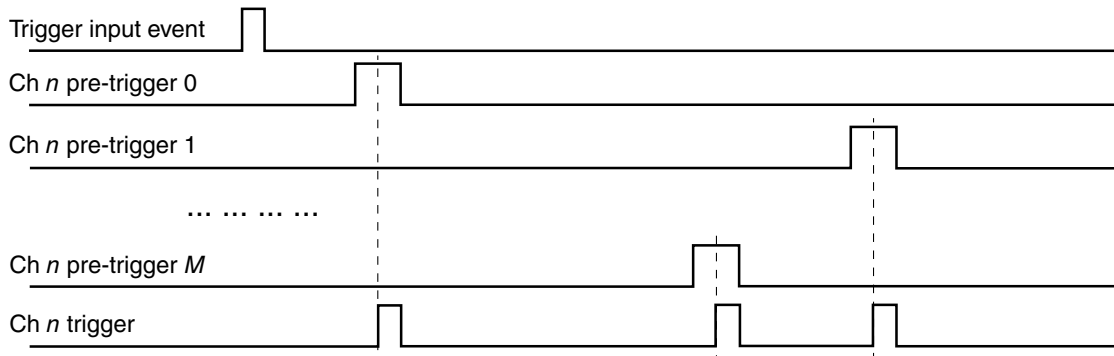 Trigger input event
Ch n pre-trigger 0
Ch n pre-trigger 1
... ... ... ...
Ch n pre-trigger M
Ch n trigger